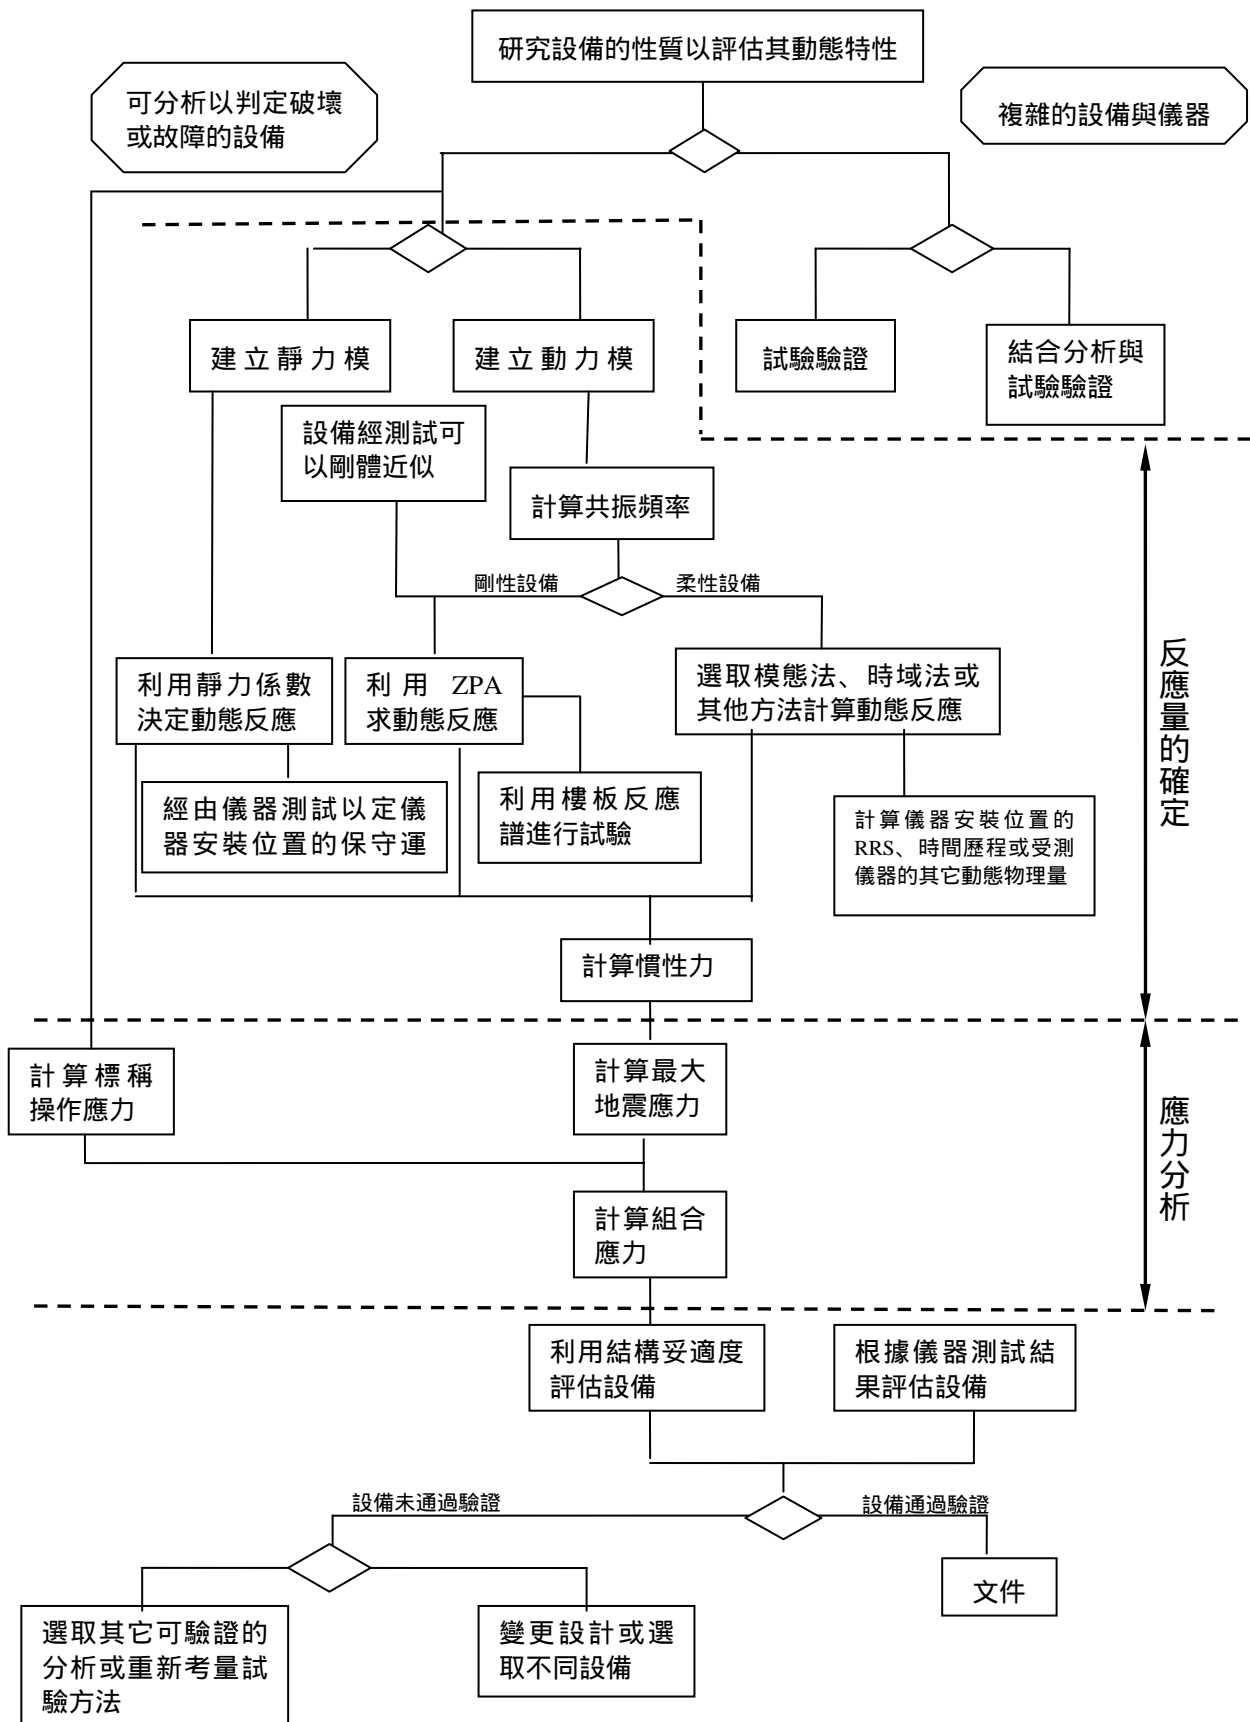 研究設備的性質以評估其動態特性
可分析以判定破壞
或故障的設備
複雜的設備與儀器
建立靜力模
建立動力模
試驗驗證
結合分析與
試驗驗證
設備經測試可
以剛體近似
計算共振頻率
剛性設備
柔性設備
利用靜力係數
決定動態反應
利用 ZPA
求動態反應
選取模態法、時域法或
其他方法計算動態反應
經由儀器測試以定儀
器安裝位置的保守運
利用樓板反應
譜進行試驗
計算儀器安裝位置的
RRS、時間歷程或受測
儀器的其它動態物理量
反應量的確定
計算慣性力
計算標稱
操作應力
計算最大
地震應力
應力分析
計算組合
應力
利用結構妥適度
評估設備
根據儀器測試結
果評估設備
設備未通過驗證
設備通過驗證
文件
選取其它可驗證的
分析或重新考量試
驗方法
變更設計或選
取不同設備